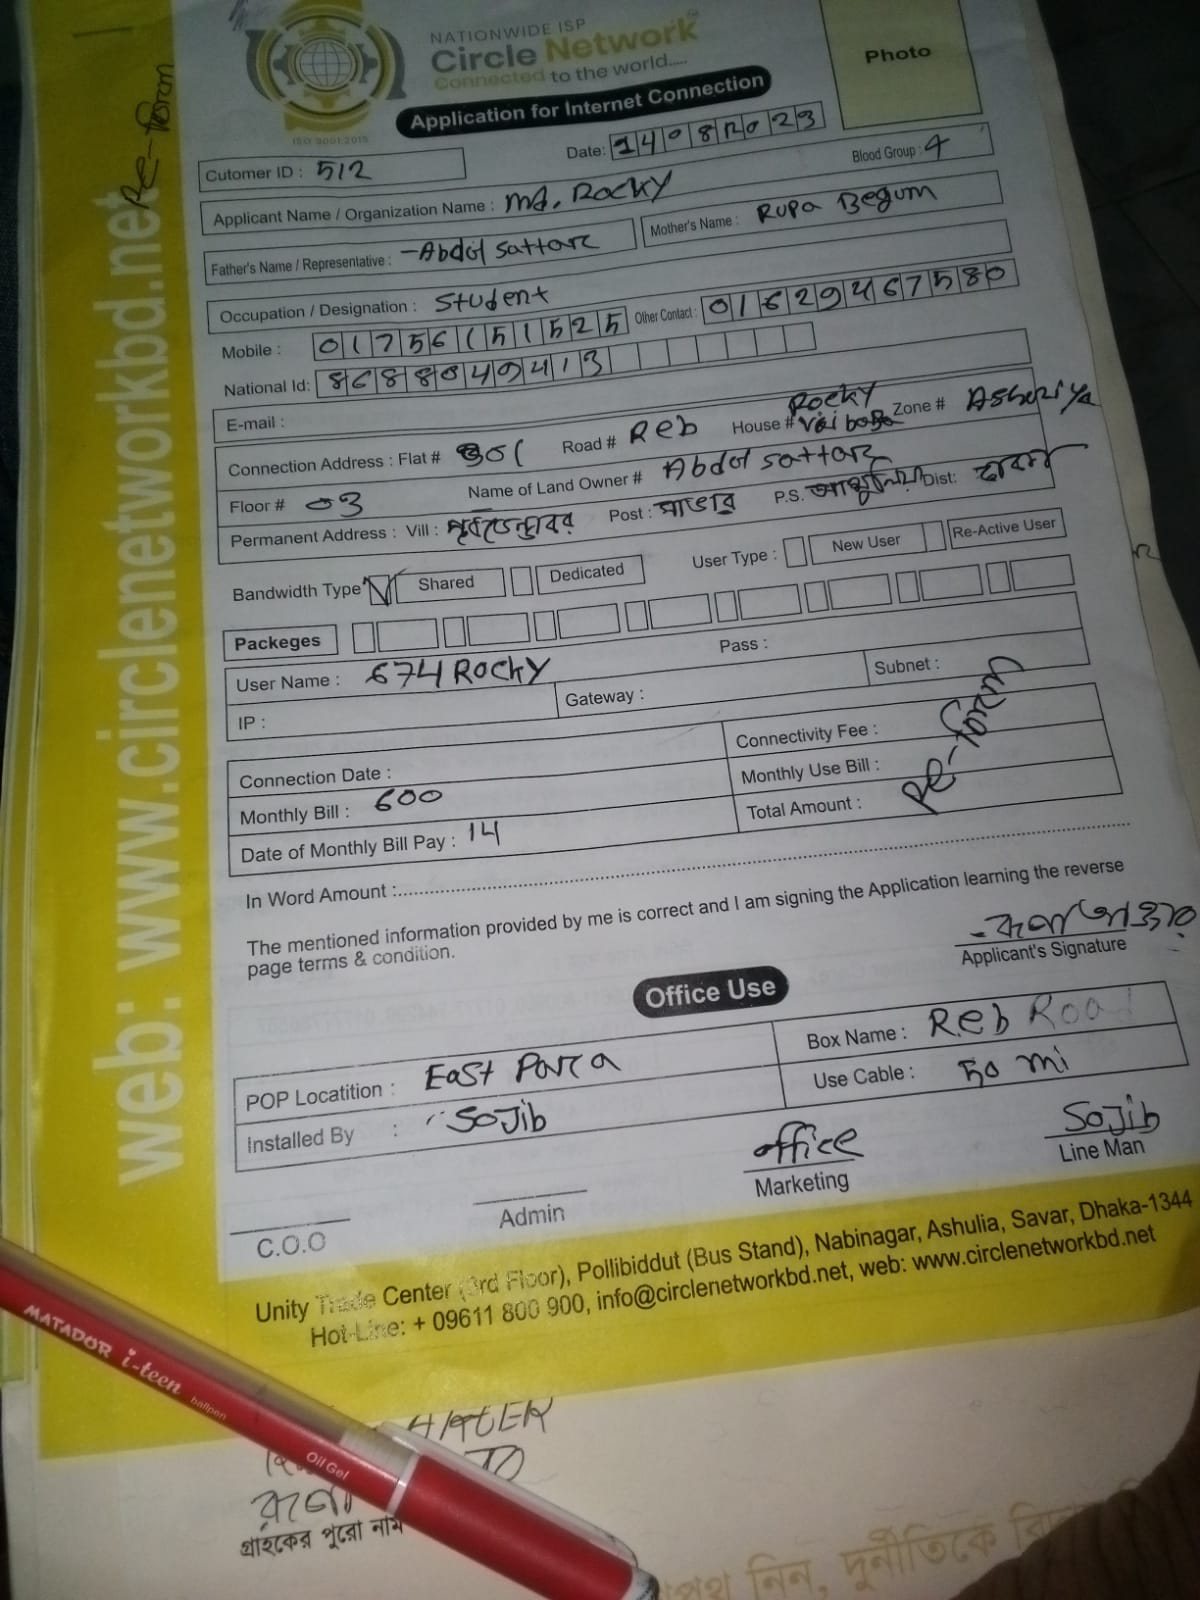 NATIONWIDE ISP
Circle Network
Connected to the world.....
ISO 9001:2015
Photo
Application for Internet Connection
Date: 14082023
Cutomer ID : 512
Blood Group :
Applicant Name / Organization Name : Md. ROCKY
Father's Name / Representative : Abdol Sattar
Mother's Name : RUPA Begum
Occupation / Designation : Student
Mobile : 01756151525
Other Contact : 01629467580
National Id: 8688049413
E-mail :
Connection Address : Flat # 301 Road # Reb House # ROCKY Zone # Ashuliya
Floor # 03 Name of Land Owner # Abdol Sattar
Permanent Address : Vill : Post : সাভার P.S. আশুলিয়া Dist: ঢাকা
Bandwidth Type Shared Dedicated User Type : New User Re-Active User
Packeges
User Name : 674 ROCKY Pass :
IP : Gateway : Subnet :
Connection Date : Connectivity Fee :
Monthly Bill : 600 Monthly Use Bill :
Date of Monthly Bill Pay : 14 Total Amount :
In Word Amount :
The mentioned information provided by me is correct and I am signing the Application learning the reverse
page terms & condition.
Applicant's Signature
Office Use
POP Locatition : East Para Box Name : Reb Road
Installed By : SOJib Use Cable : 50 mi
office SOJib
C.O.O Admin Marketing Line Man
Unity Trade Center (3rd Floor), Pollibiddut (Bus Stand), Nabinagar, Ashulia, Savar, Dhaka-1344
Hot-Line: + 09611 800 900, info@circlenetworkbd.net, web: www.circlenetworkbd.net
web: www.circlenetworkbd.net
MATADOR i-teen ballpen Oil Gel
গ্রাহকের পুরো নাম
নিন, দুর্নীতিকে